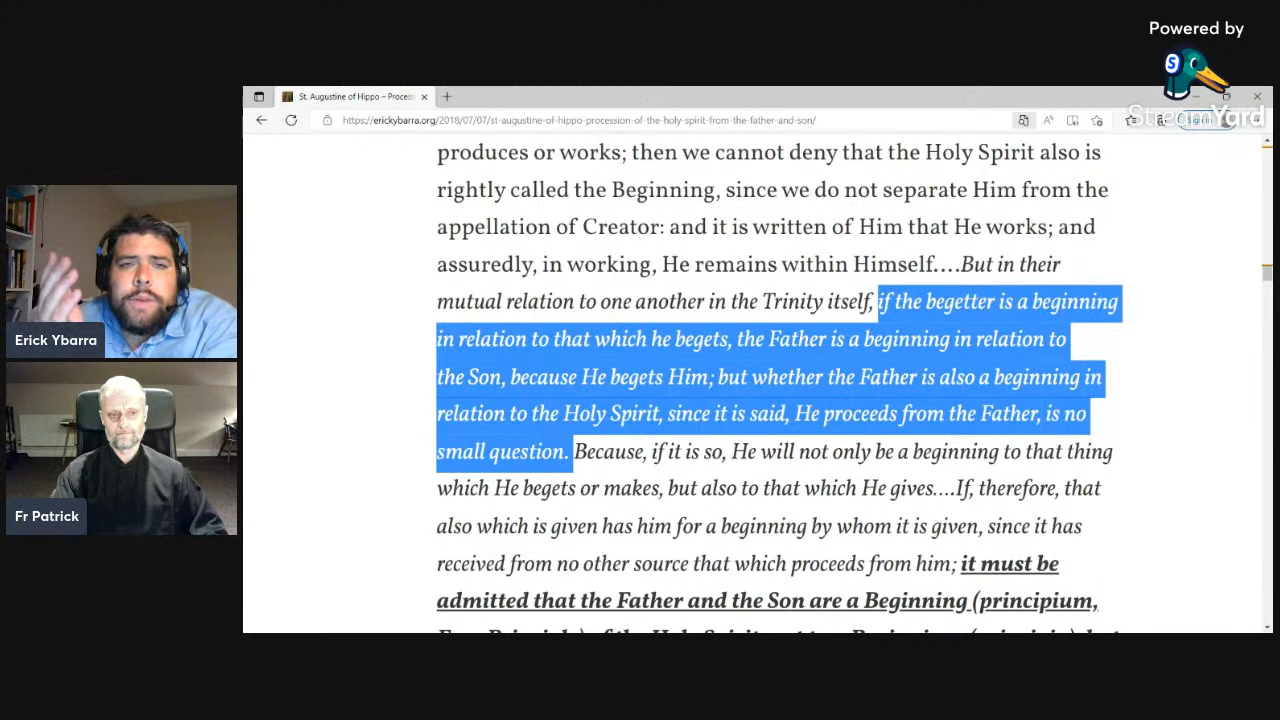 Powered by
StreamYard
St. Augustine of Hippo – Proces
https://erickybarra.org/2018/07/07/st-augustine-of-hippo-procession-of-the-holy-spirit-from-the-father-and-son/
produces or works; then we cannot deny that the Holy Spirit also is
rightly called the Beginning, since we do not separate Him from the
appellation of Creator: and it is written of Him that He works; and
assuredly, in working, He remains within Himself….But in their
mutual relation to one another in the Trinity itself, if the begetter is a beginning
in relation to that which he begets, the Father is a beginning in relation to
the Son, because He begets Him; but whether the Father is also a beginning in
relation to the Holy Spirit, since it is said, He proceeds from the Father, is no
small question. Because, if it is so, He will not only be a beginning to that thing
which He begets or makes, but also to that which He gives….If, therefore, that
also which is given has him for a beginning by whom it is given, since it has
received from no other source that which proceeds from him; it must be
admitted that the Father and the Son are a Beginning (principium,
Erick Ybarra
Fr Patrick